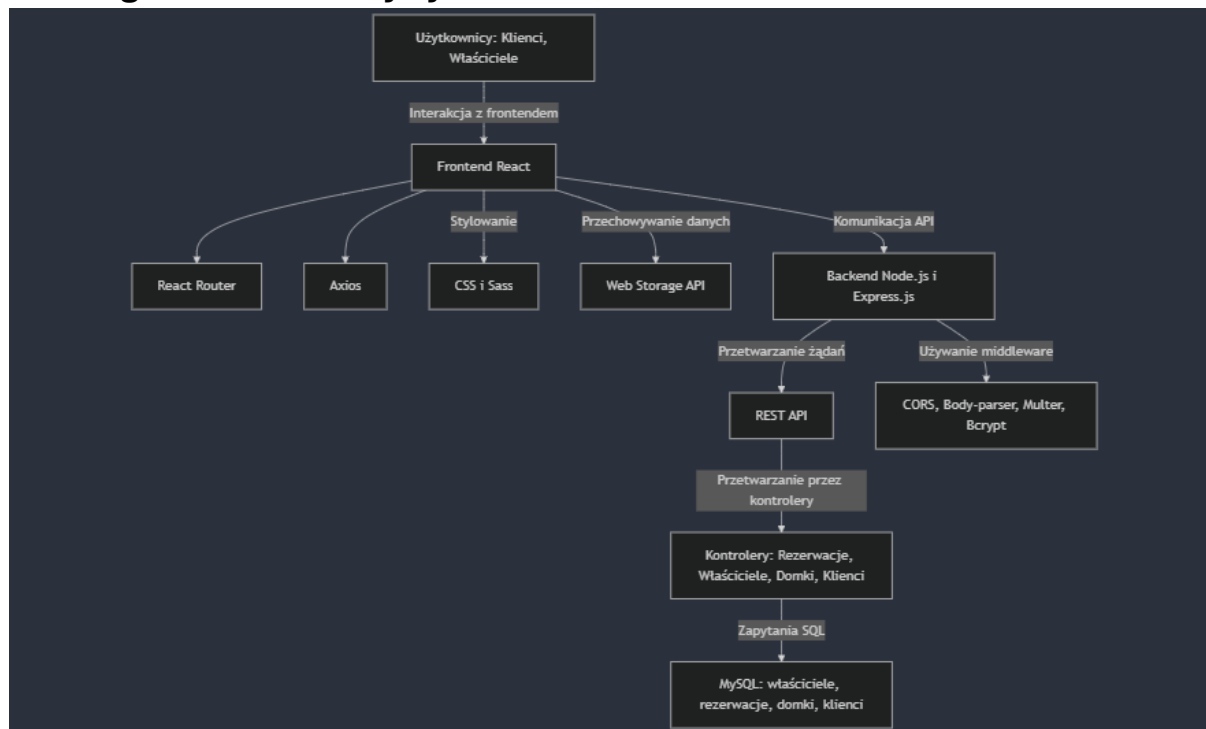 Użytkownicy: Klienci,
Właściciele
Interakcja z frontendem
Frontend React
Stylowanie
Przechowywanie danych
Komunikacja API
React Router
Axios
CSS i Sass
Web Storage API
Backend Node.js i
Express.js
Przetwarzanie żądań
Używanie middleware
REST API
CORS, Body-parser, Multer,
Bcrypt
Przetwarzanie przez
kontrolery
Kontrolery: Rezerwacje,
Właściciele, Domki, Klienci
Zapytania SQL
MySQL: właściciele,
rezerwacje, domki, klienci